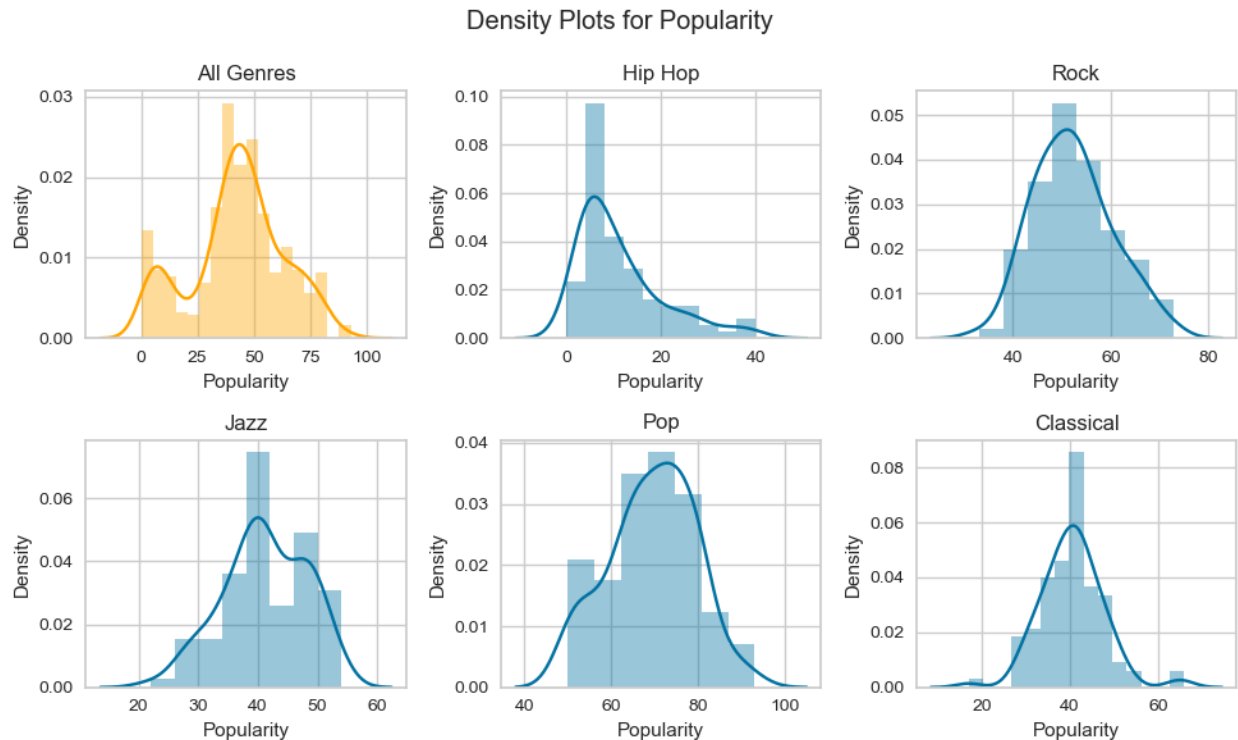 Density Plots for Popularity
All Genres
Density
0.03
0.02
0.01
0.00
0 25 50 75 100
Popularity
Hip Hop
Density
0.10
0.08
0.06
0.04
0.02
0.00
0 20 40
Popularity
Rock
Density
0.05
0.04
0.03
0.02
0.01
0.00
40 60 80
Popularity
Jazz
Density
0.06
0.04
0.02
0.00
20 30 40 50 60
Popularity
Pop
Density
0.04
0.03
0.02
0.01
0.00
40 60 80 100
Popularity
Classical
Density
0.08
0.06
0.04
0.02
0.00
20 40 60
Popularity